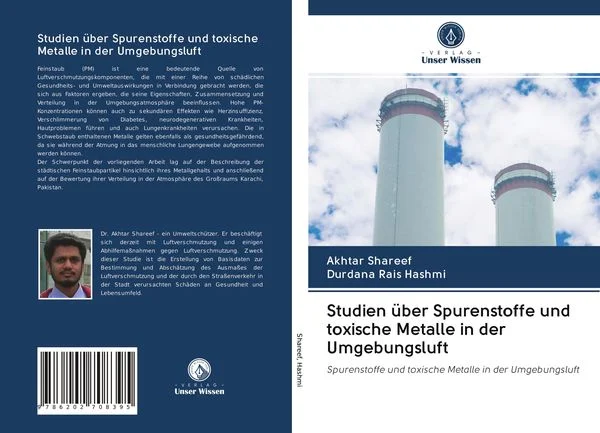 Studien über Spurenstoffe und toxische
Metalle in der Umgebungsluft
Feinstaub (PM) ist eine bedeutende Quelle von
Luftverschmutzungskomponenten, die mit einer Reihe von schädlichen
Gesundheits- und Umweltauswirkungen in Verbindung gebracht werden, die
sich aus Faktoren ergeben, die seine Eigenschaften, Zusammensetzung und
Verteilung in der Umgebungsatmosphäre beeinflussen. Hohe PM-
Konzentrationen können auch zu sekundären Effekten wie Herzinsuffizienz,
Verschlimmerung von Diabetes, neurodegenerativen Krankheiten,
Hautproblemen führen und auch Lungenkrankheiten verursachen. Die in
Schwebstaub enthaltenen Metalle gelten ebenfalls als gesundheitsgefährdend,
da sie während der Atmung in das menschliche Lungengewebe aufgenommen
werden können.
Der Schwerpunkt der vorliegenden Arbeit lag auf der Beschreibung der
städtischen Feinstaubpartikel hinsichtlich ihres Metallgehalts und anschließend
auf der Bewertung ihrer Verteilung in der Atmosphäre des Großraums Karachi,
Pakistan.
Dr. Akhtar Shareef - ein Umweltschützer. Er beschäftigt
sich derzeit mit Luftverschmutzung und einigen
Abhilfemaßnahmen gegen Luftverschmutzung. Zweck
dieser Studie ist die Erstellung von Basisdaten zur
Bestimmung und Abschätzung des Ausmaßes der
Luftverschmutzung und der durch den Straßenverkehr in
der Stadt verursachten Schäden an Gesundheit und
Lebensumfeld.
9 786202 708395
- VERLAG -
Unser Wissen
Shareef, Hashmi
- VERLAG -
Unser Wissen
Akhtar Shareef
Durdana Rais Hashmi
Studien über Spurenstoffe und
toxische Metalle in der
Umgebungsluft
Spurenstoffe und toxische Metalle in der Umgebungsluft